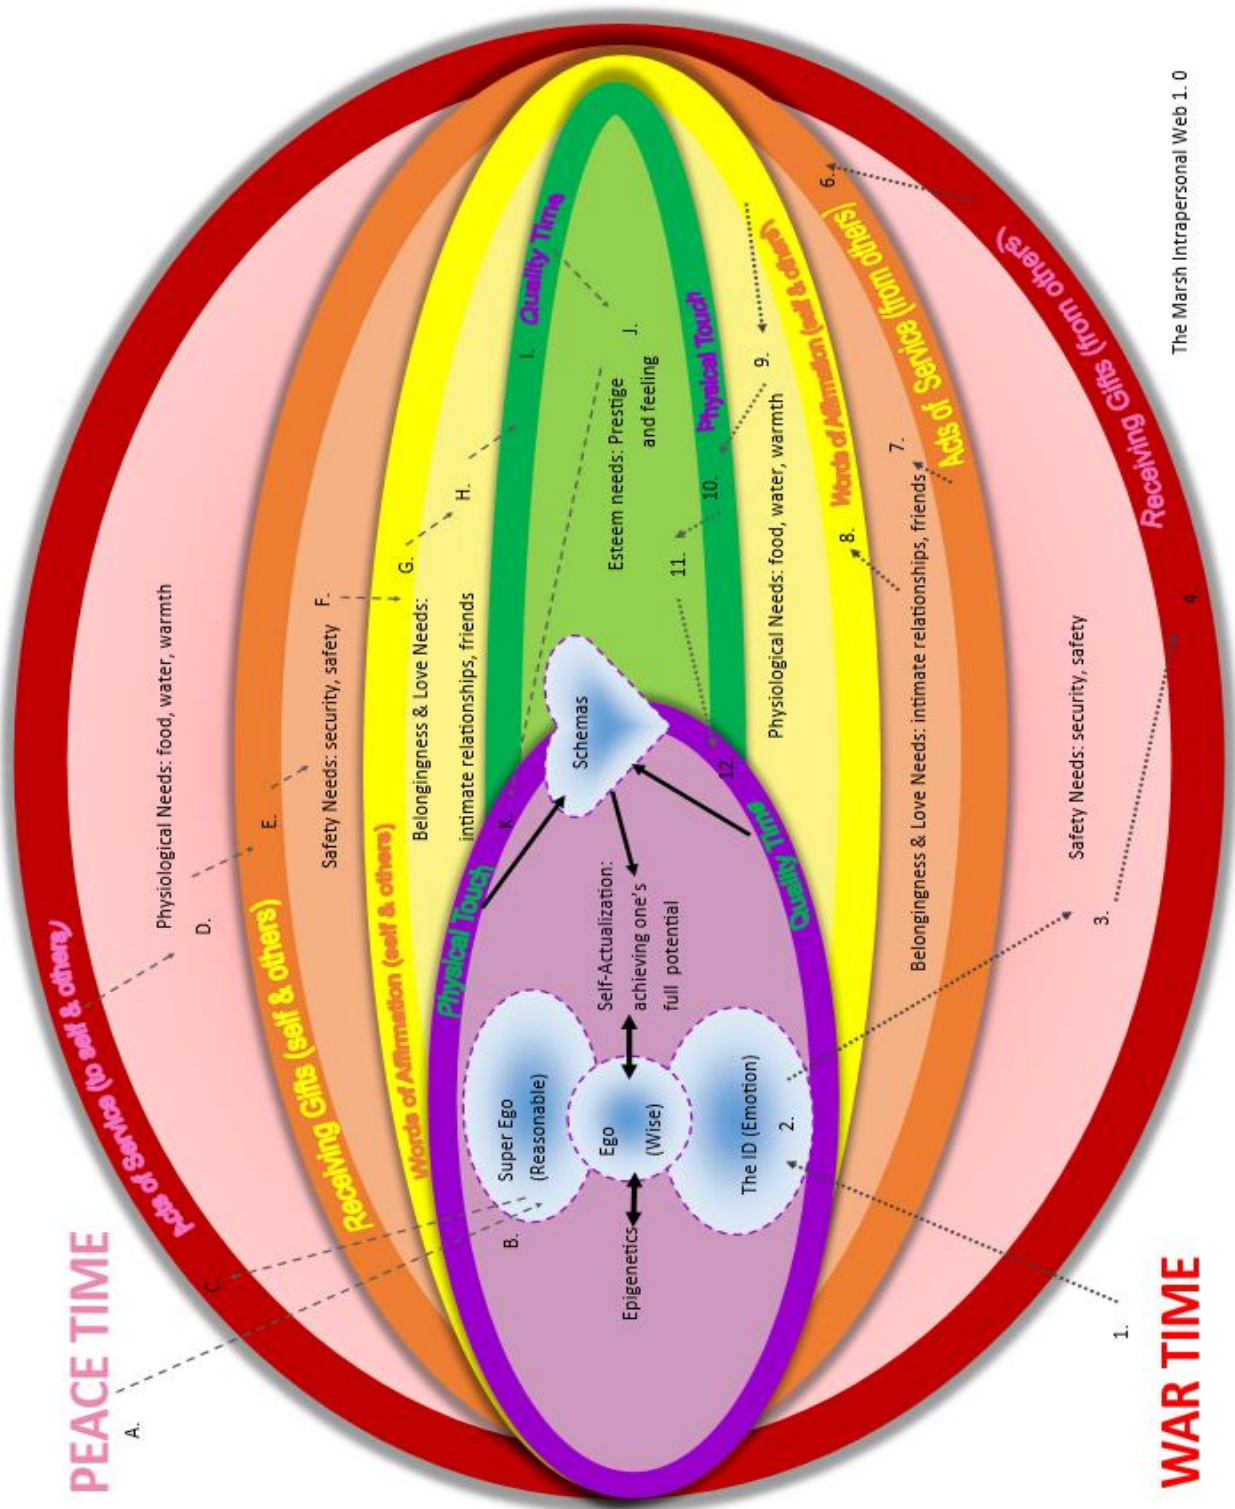 PEACE TIME
A.
Acts of Service (to self & others)
C.
Physiological Needs: food, water, warmth
D.
E.
Receiving Gifts (self & others)
Safety Needs: security, safety
F.
G.
Words of Affirmation (self & others)
Belongingness & Love Needs:
intimate relationships, friends
H.
I.
Quality Time
Physical Touch
K.
B.
Super Ego
(Reasonable)
Schemas
Esteem needs: Prestige
and feeling
J.
Epigenetics
Ego
(Wise)
Self-Actualization:
achieving one's
full potential
11.
10.
Physical Touch
12.
The ID (Emotion)
2.
Quality Time
Physiological Needs: food, water, warmth
9.
Words of Affirmation (self & others)
8.
Belongingness & Love Needs: intimate relationships, friends
7.
6.
Acts of Service (from others)
Safety Needs: security, safety
3.
Receiving Gifts (from others)
4.
1.
WAR TIME
The Marsh Intrapersonal Web 1. 0